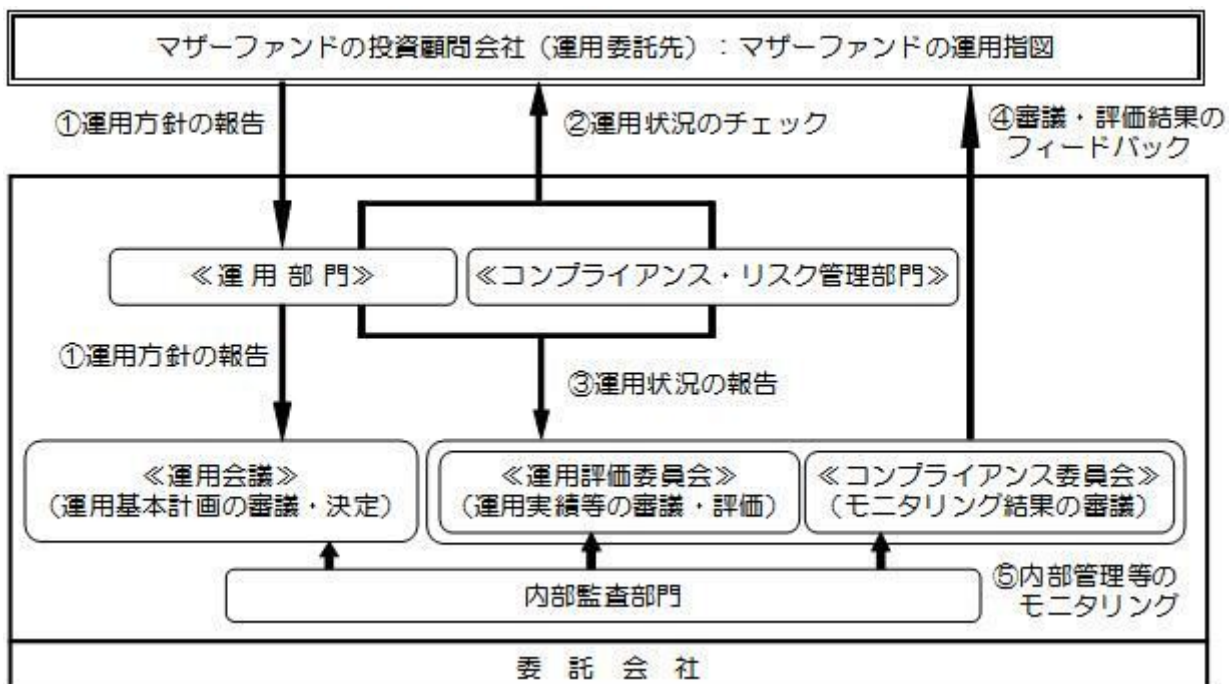 マザーファンドの投資顧問会社（運用委託先）：マザーファンドの運用指図
①運用方針の報告
②運用状況のチェック
④審議・評価結果の
フィードバック
≪運 用 部 門≫
≪コンプライアンス・リスク管理部門≫
①運用方針の報告
③運用状況の報告
≪運用会議≫
（運用基本計画の審議・決定）
≪運用評価委員会≫
（運用実績等の審議・評価）
≪コンプライアンス委員会≫
（モニタリング結果の審議）
内部監査部門
⑤内部管理等の
モニタリング
委 託 会 社